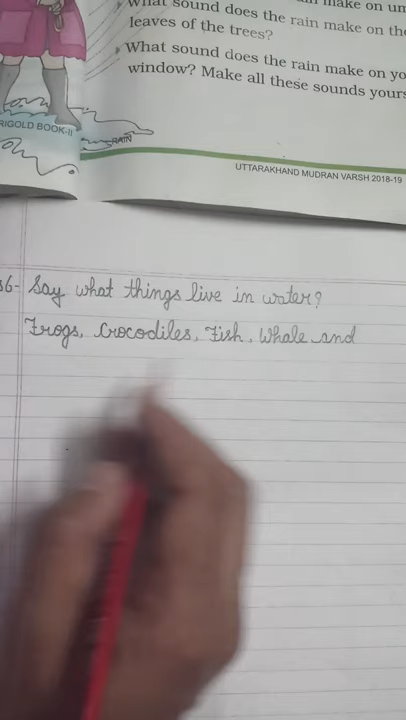 What sound does the rain make on the
leaves of the trees?
What sound does the rain make on yo
window? Make all these sounds yours
RIGOLD BOOK-II
RAIN
UTTARAKHAND MUDRAN VARSH 2018-19
6- Say what things live in water?
Frogs, Crocodiles, Fish, Whale and